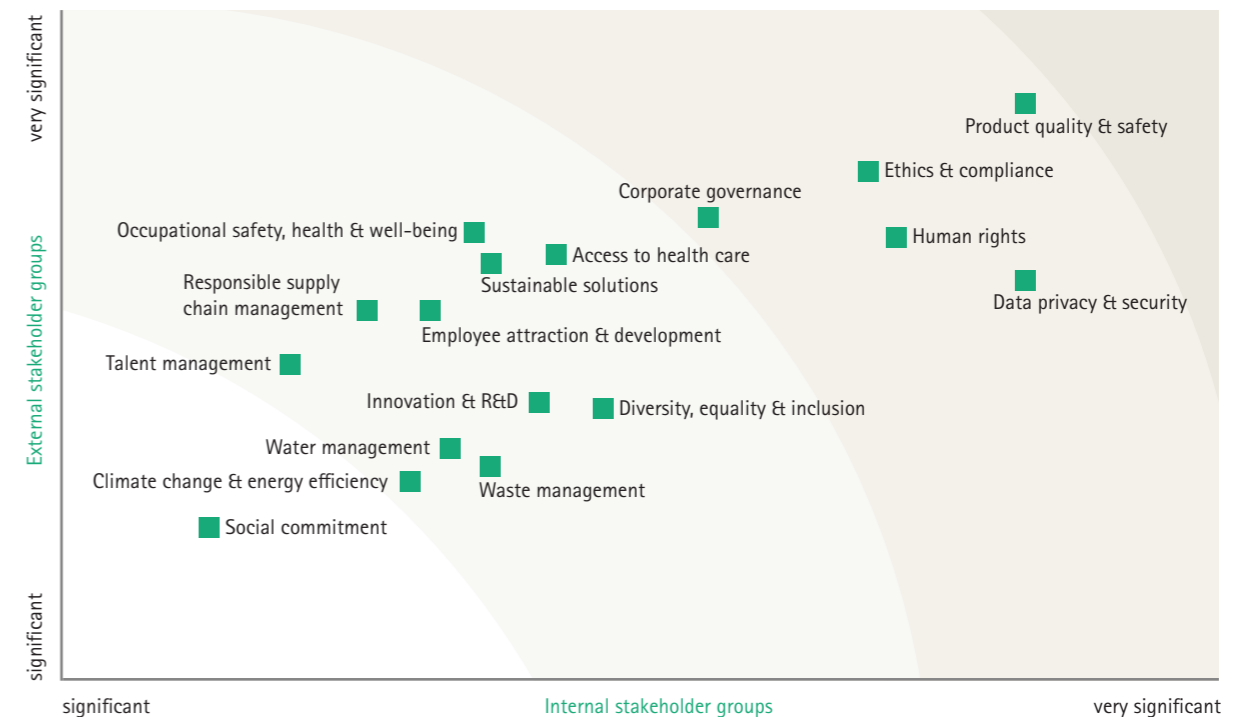 very significant
External stakeholder groups
significant
Product quality & safety
Ethics & compliance
Corporate governance
Occupational safety, health & well-being
Human rights
Access to health care
Sustainable solutions
Responsible supply
chain management
Data privacy & security
Employee attraction & development
Talent management
Innovation & R&D
Diversity, equality & inclusion
Water management
Climate change & energy efficiency
Waste management
Social commitment
significant
Internal stakeholder groups
very significant